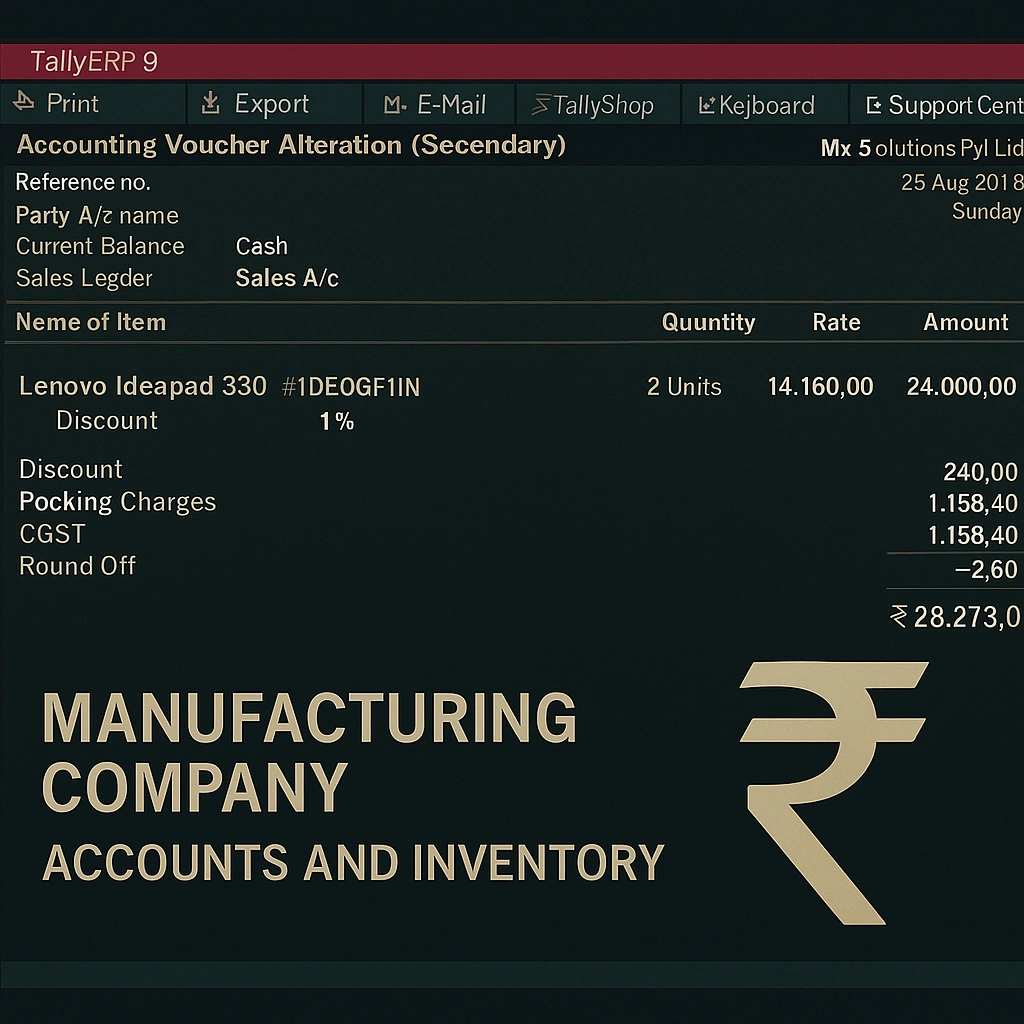 TallyERP 9
Print Export M. E-Mail TallyShop Kejboard Support Cent
Accounting Voucher Alteration (Secendary) Mx 5olutions Pyl Lid
Reference no. 25 Aug 2018
Party A/τ name Sunday
Current Balance Cash
Sales Legder Sales A/c
Neme of Item Quuntity Rate Amount
Lenovo Ideapad 330 #1DEOGF1IN 2 Units 14.160,00 24.000,00
Discount 1%
Discount 240,00
Pocking Charges 1.158,40
CGST 1.158,40
Round Off −2,60
₹ 28.273,0
MANUFACTURING
COMPANY
ACCOUNTS AND INVENTORY
₹